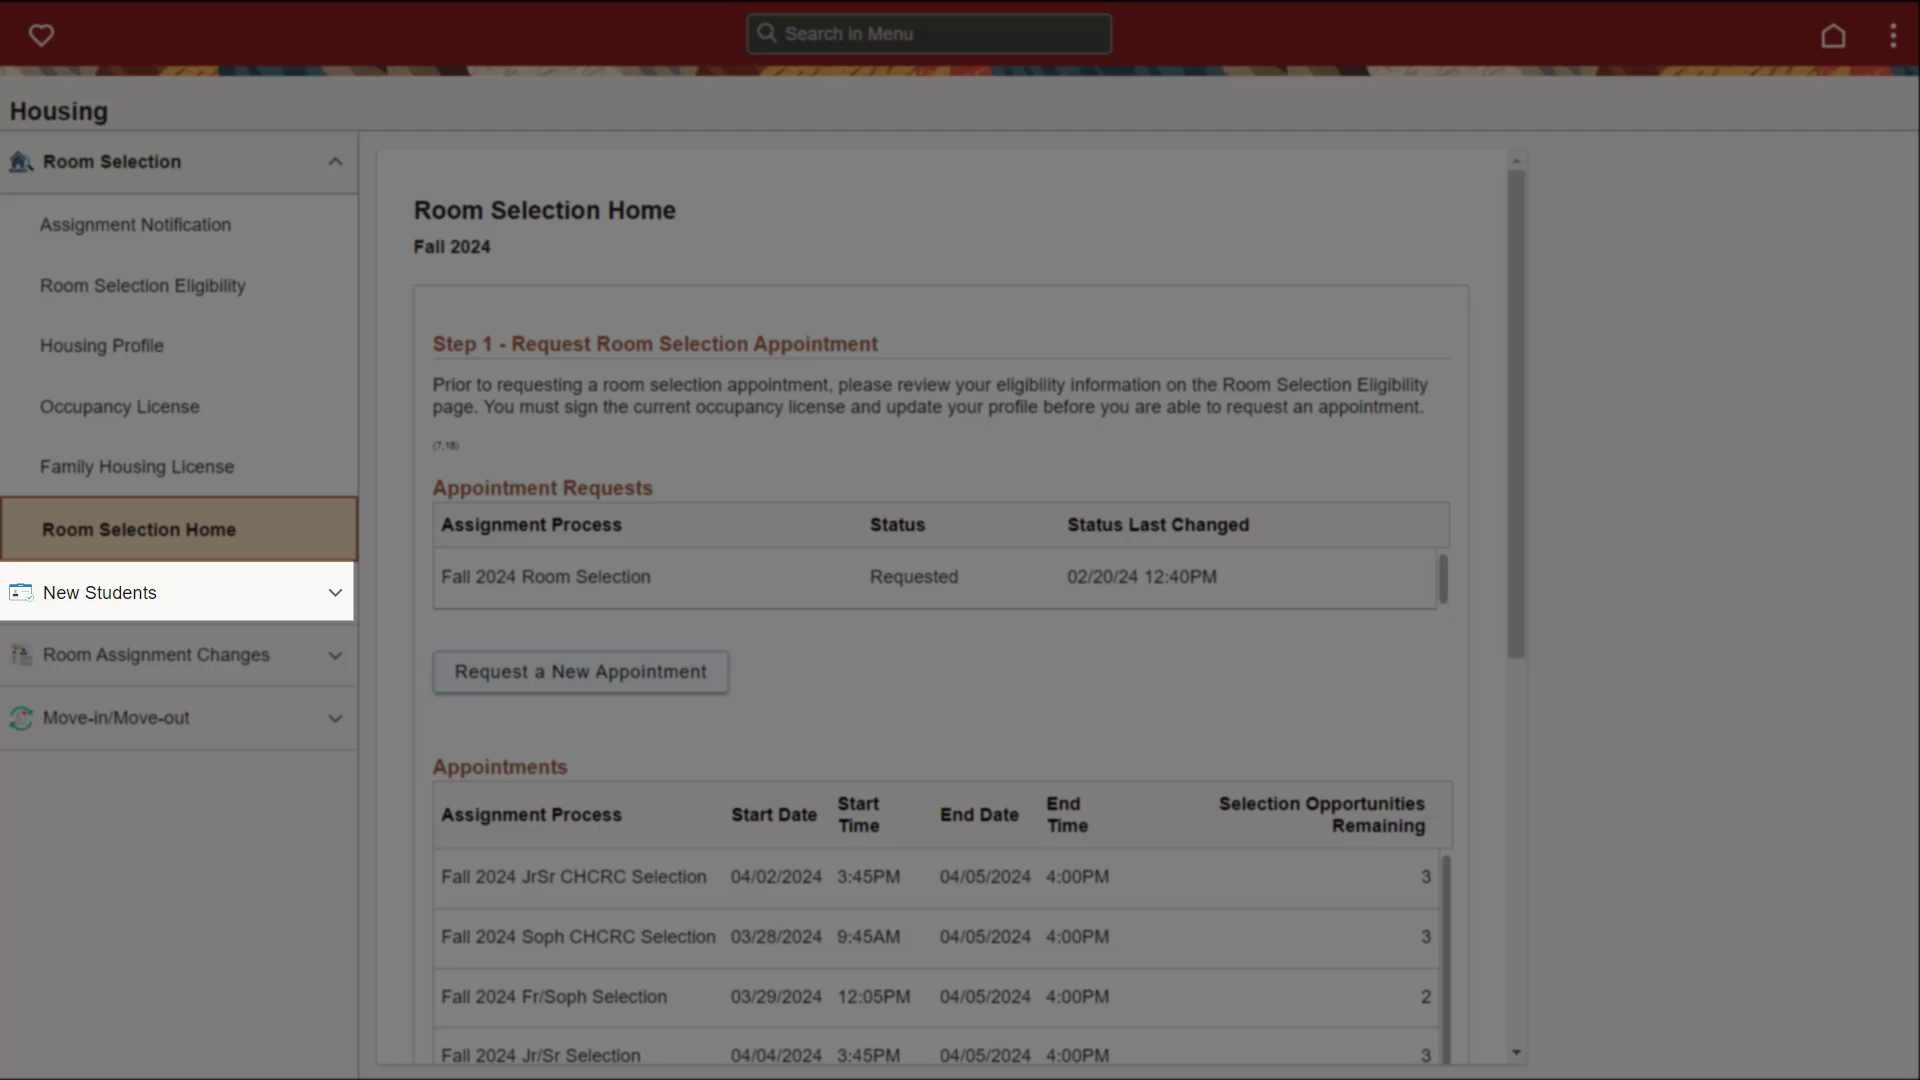 Search in Menu
Housing
Room Selection
Assignment Notification
Room Selection Eligibility
Housing Profile
Occupancy License
Family Housing License
Room Selection Home
New Students
Room Assignment Changes
Move-in/Move-out
Room Selection Home
Fall 2024
Step 1 - Request Room Selection Appointment
Prior to requesting a room selection appointment, please review your eligibility information on the Room Selection Eligibility
page. You must sign the current occupancy license and update your profile before you are able to request an appointment.
(7,16)
Appointment Requests
Assignment Process Status Status Last Changed
Fall 2024 Room Selection Requested 02/20/24 12:40PM
Request a New Appointment
Appointments
Assignment Process Start Date Start Time End Date End Time Selection Opportunities Remaining
Fall 2024 JrSr CHCRC Selection 04/02/2024 3:45PM 04/05/2024 4:00PM 3
Fall 2024 Soph CHCRC Selection 03/28/2024 9:45AM 04/05/2024 4:00PM 3
Fall 2024 Fr/Soph Selection 03/29/2024 12:05PM 04/05/2024 4:00PM 2
Fall 2024 Jr/Sr Selection 04/04/2024 3:45PM 04/05/2024 4:00PM 3